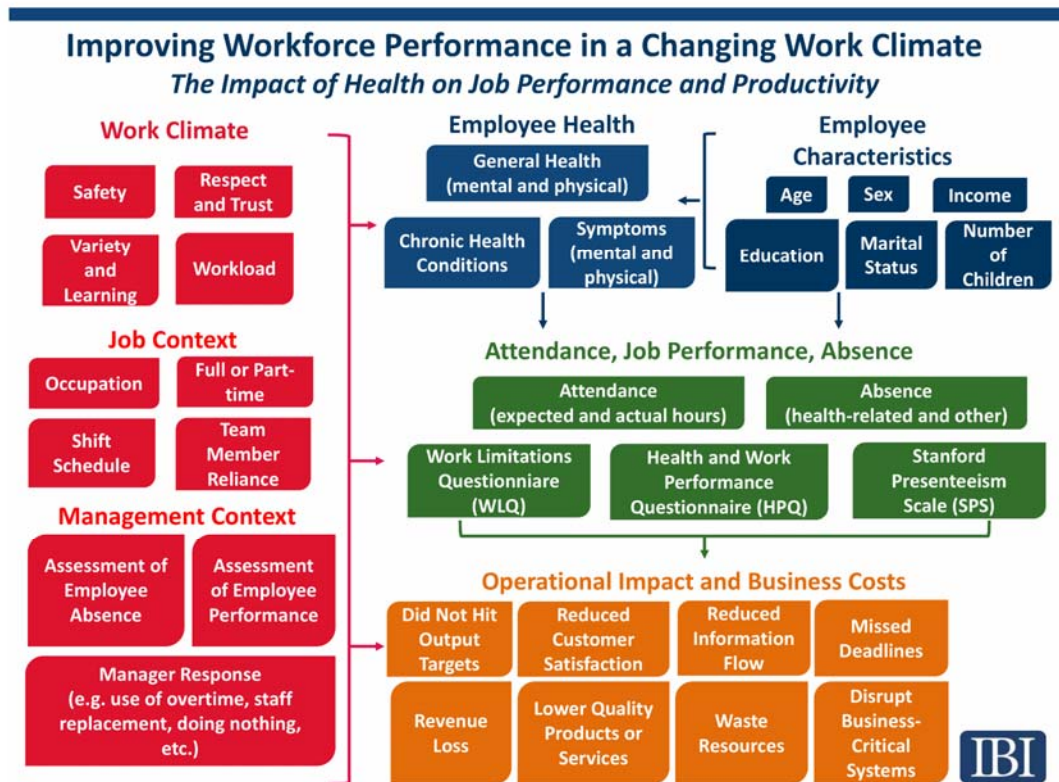 Improving Workforce Performance in a Changing Work Climate
The Impact of Health on Job Performance and Productivity
Work Climate
Safety
Respect
and Trust
Variety
and
Learning
Workload
Job Context
Occupation
Full or Part-
time
Shift
Schedule
Team
Member
Reliance
Management Context
Assessment of
Employee
Absence
Assessment
of Employee
Performance
Manager Response
(e.g. use of overtime, staff
replacement, doing nothing,
etc.)
Employee Health
General Health
(mental and physical)
Chronic Health
Conditions
Symptoms
(mental and
physical)
Employee
Characteristics
Age
Sex
Income
Education
Marital
Status
Number
of
Children
Attendance, Job Performance, Absence
Attendance
(expected and actual hours)
Absence
(health-related and other)
Work Limitations
Questionniare
(WLQ)
Health and Work
Performance
Questionnaire (HPQ)
Stanford
Presenteeism
Scale (SPS)
Operational Impact and Business Costs
Did Not Hit
Output
Targets
Reduced
Customer
Satisfaction
Reduced
Information
Flow
Missed
Deadlines
Revenue
Loss
Lower Quality
Products or
Services
Waste
Resources
Disrupt
Business-
Critical
Systems
IBI